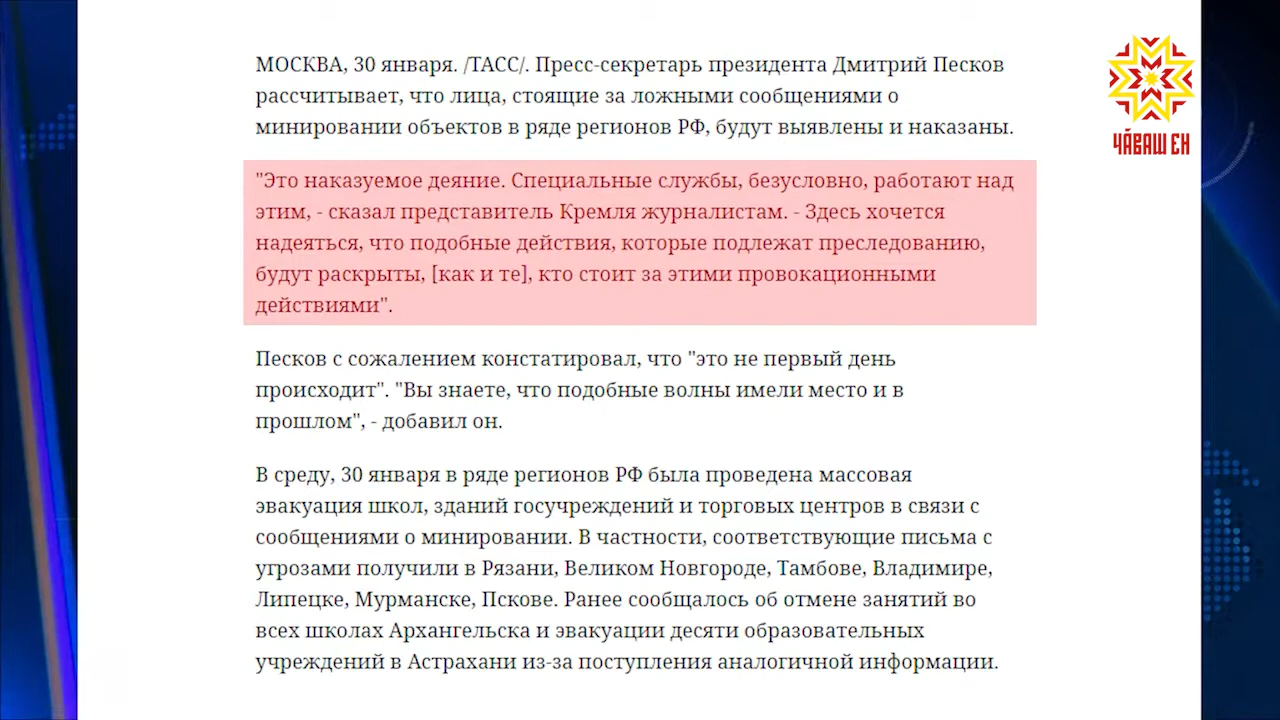 МОСКВА, 30 января. /ТАСС/. Пресс-секретарь президента Дмитрий Песков
рассчитывает, что лица, стоящие за ложными сообщениями о
минировании объектов в ряде регионов РФ, будут выявлены и наказаны.
"Это наказуемое деяние. Специальные службы, безусловно, работают над
этим, - сказал представитель Кремля журналистам. - Здесь хочется
надеяться, что подобные действия, которые подлежат преследованию,
будут раскрыты, [как и те], кто стоит за этими провокационными
действиями".
Песков с сожалением констатировал, что "это не первый день
происходит". "Вы знаете, что подобные волны имели место и в
прошлом", - добавил он.
В среду, 30 января в ряде регионов РФ была проведена массовая
эвакуация школ, зданий госучреждений и торговых центров в связи с
сообщениями о минировании. В частности, соответствующие письма с
угрозами получили в Рязани, Великом Новгороде, Тамбове, Владимире,
Липецке, Мурманске, Пскове. Ранее сообщалось об отмене занятий во
всех школах Архангельска и эвакуации десяти образовательных
учреждений в Астрахани из-за поступления аналогичной информации.
ЧӐВАШ ЕН